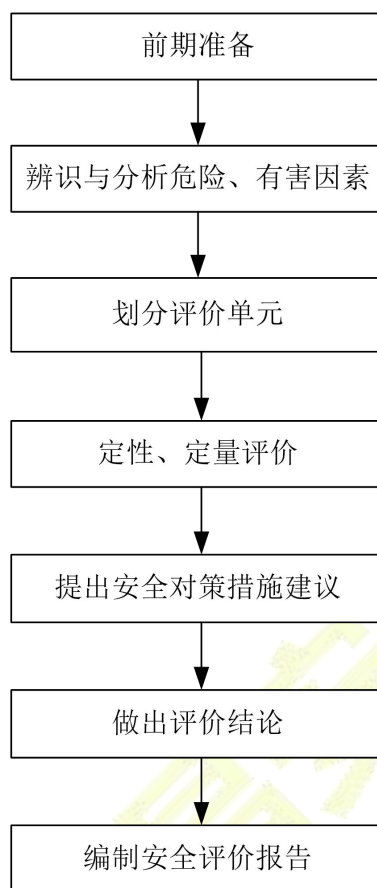 前期准备
辨识与分析危险、有害因素
划分评价单元
定性、定量评价
提出安全对策措施建议
做出评价结论
编制安全评价报告